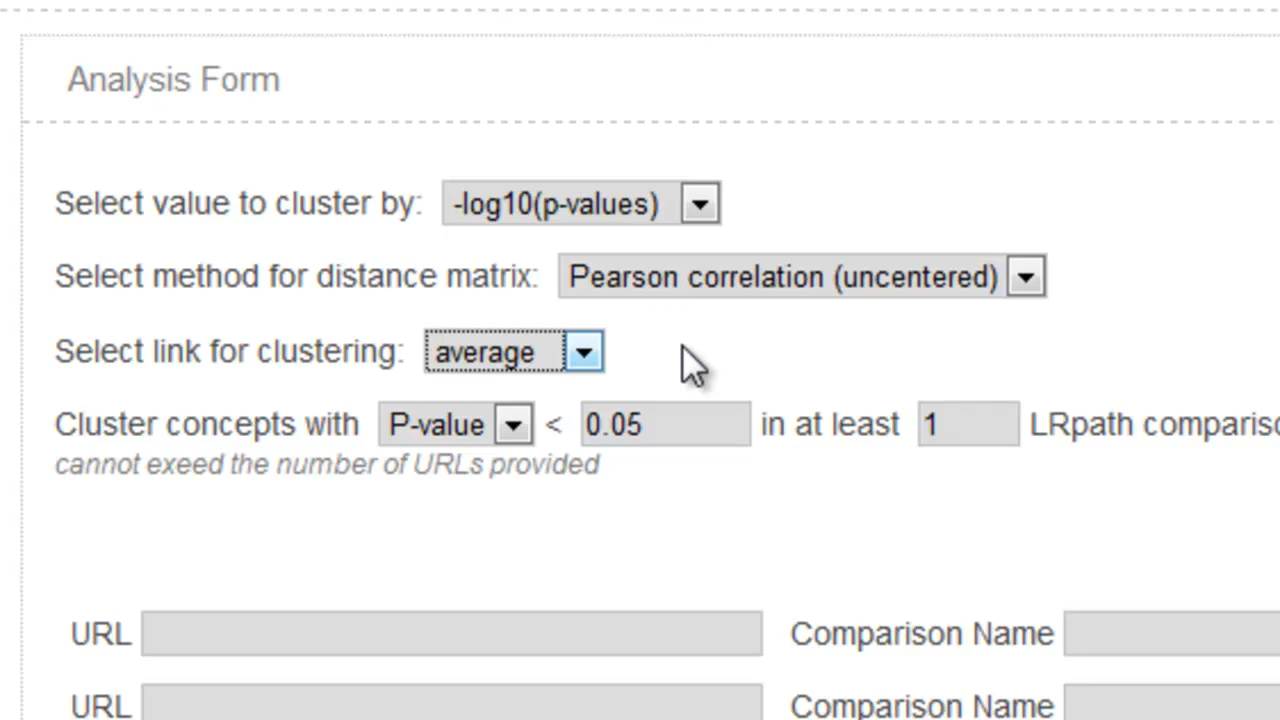 Analysis Form
Select value to cluster by: -log10(p-values)
Select method for distance matrix: Pearson correlation (uncentered)
Select link for clustering: average
Cluster concepts with P-value < 0.05 in at least 1 LRpath
cannot exeed the number of URLs provided
URL Comparison Name
URL Comparison Name